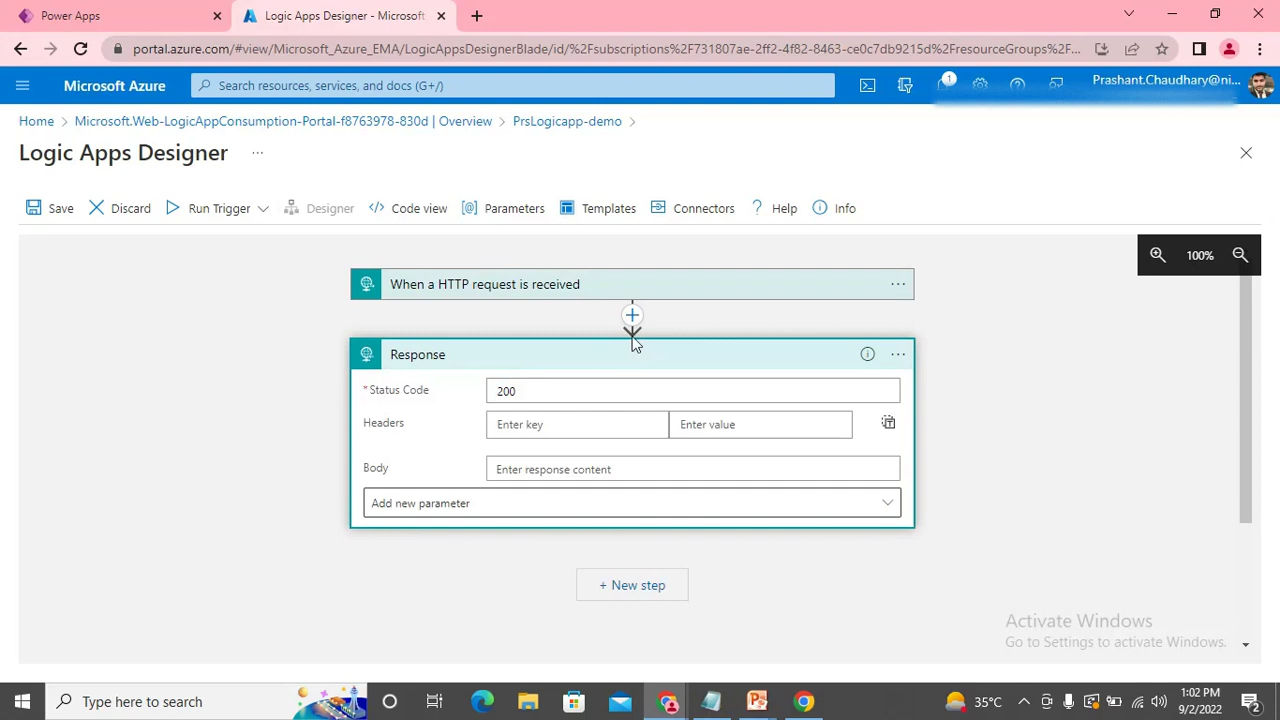 Power Apps
Logic Apps Designer - Microsoft
portal.azure.com/#view/Microsoft_Azure_EMA/LogicAppsDesignerBlade/id/%2Fsubscriptions%2F731807ae-2ff2-4f82-8463-ce0c7db9215d%2FresourceGroups%2F...
Microsoft Azure
Search resources, services, and docs (G+/)
1
Prashant.Chaudhary@ni...
Home > Microsoft.Web-LogicAppConsumption-Portal-f8763978-830d | Overview > PrsLogicapp-demo >
Logic Apps Designer ...
Save Discard Run Trigger Designer Code view Parameters Templates Connectors Help Info
100%
When a HTTP request is received
Response
* Status Code 200
Headers Enter key Enter value
Body Enter response content
Add new parameter
+ New step
Activate Windows
Go to Settings to activate Windows.
Type here to search
35°C
1:02 PM
9/2/2022
2